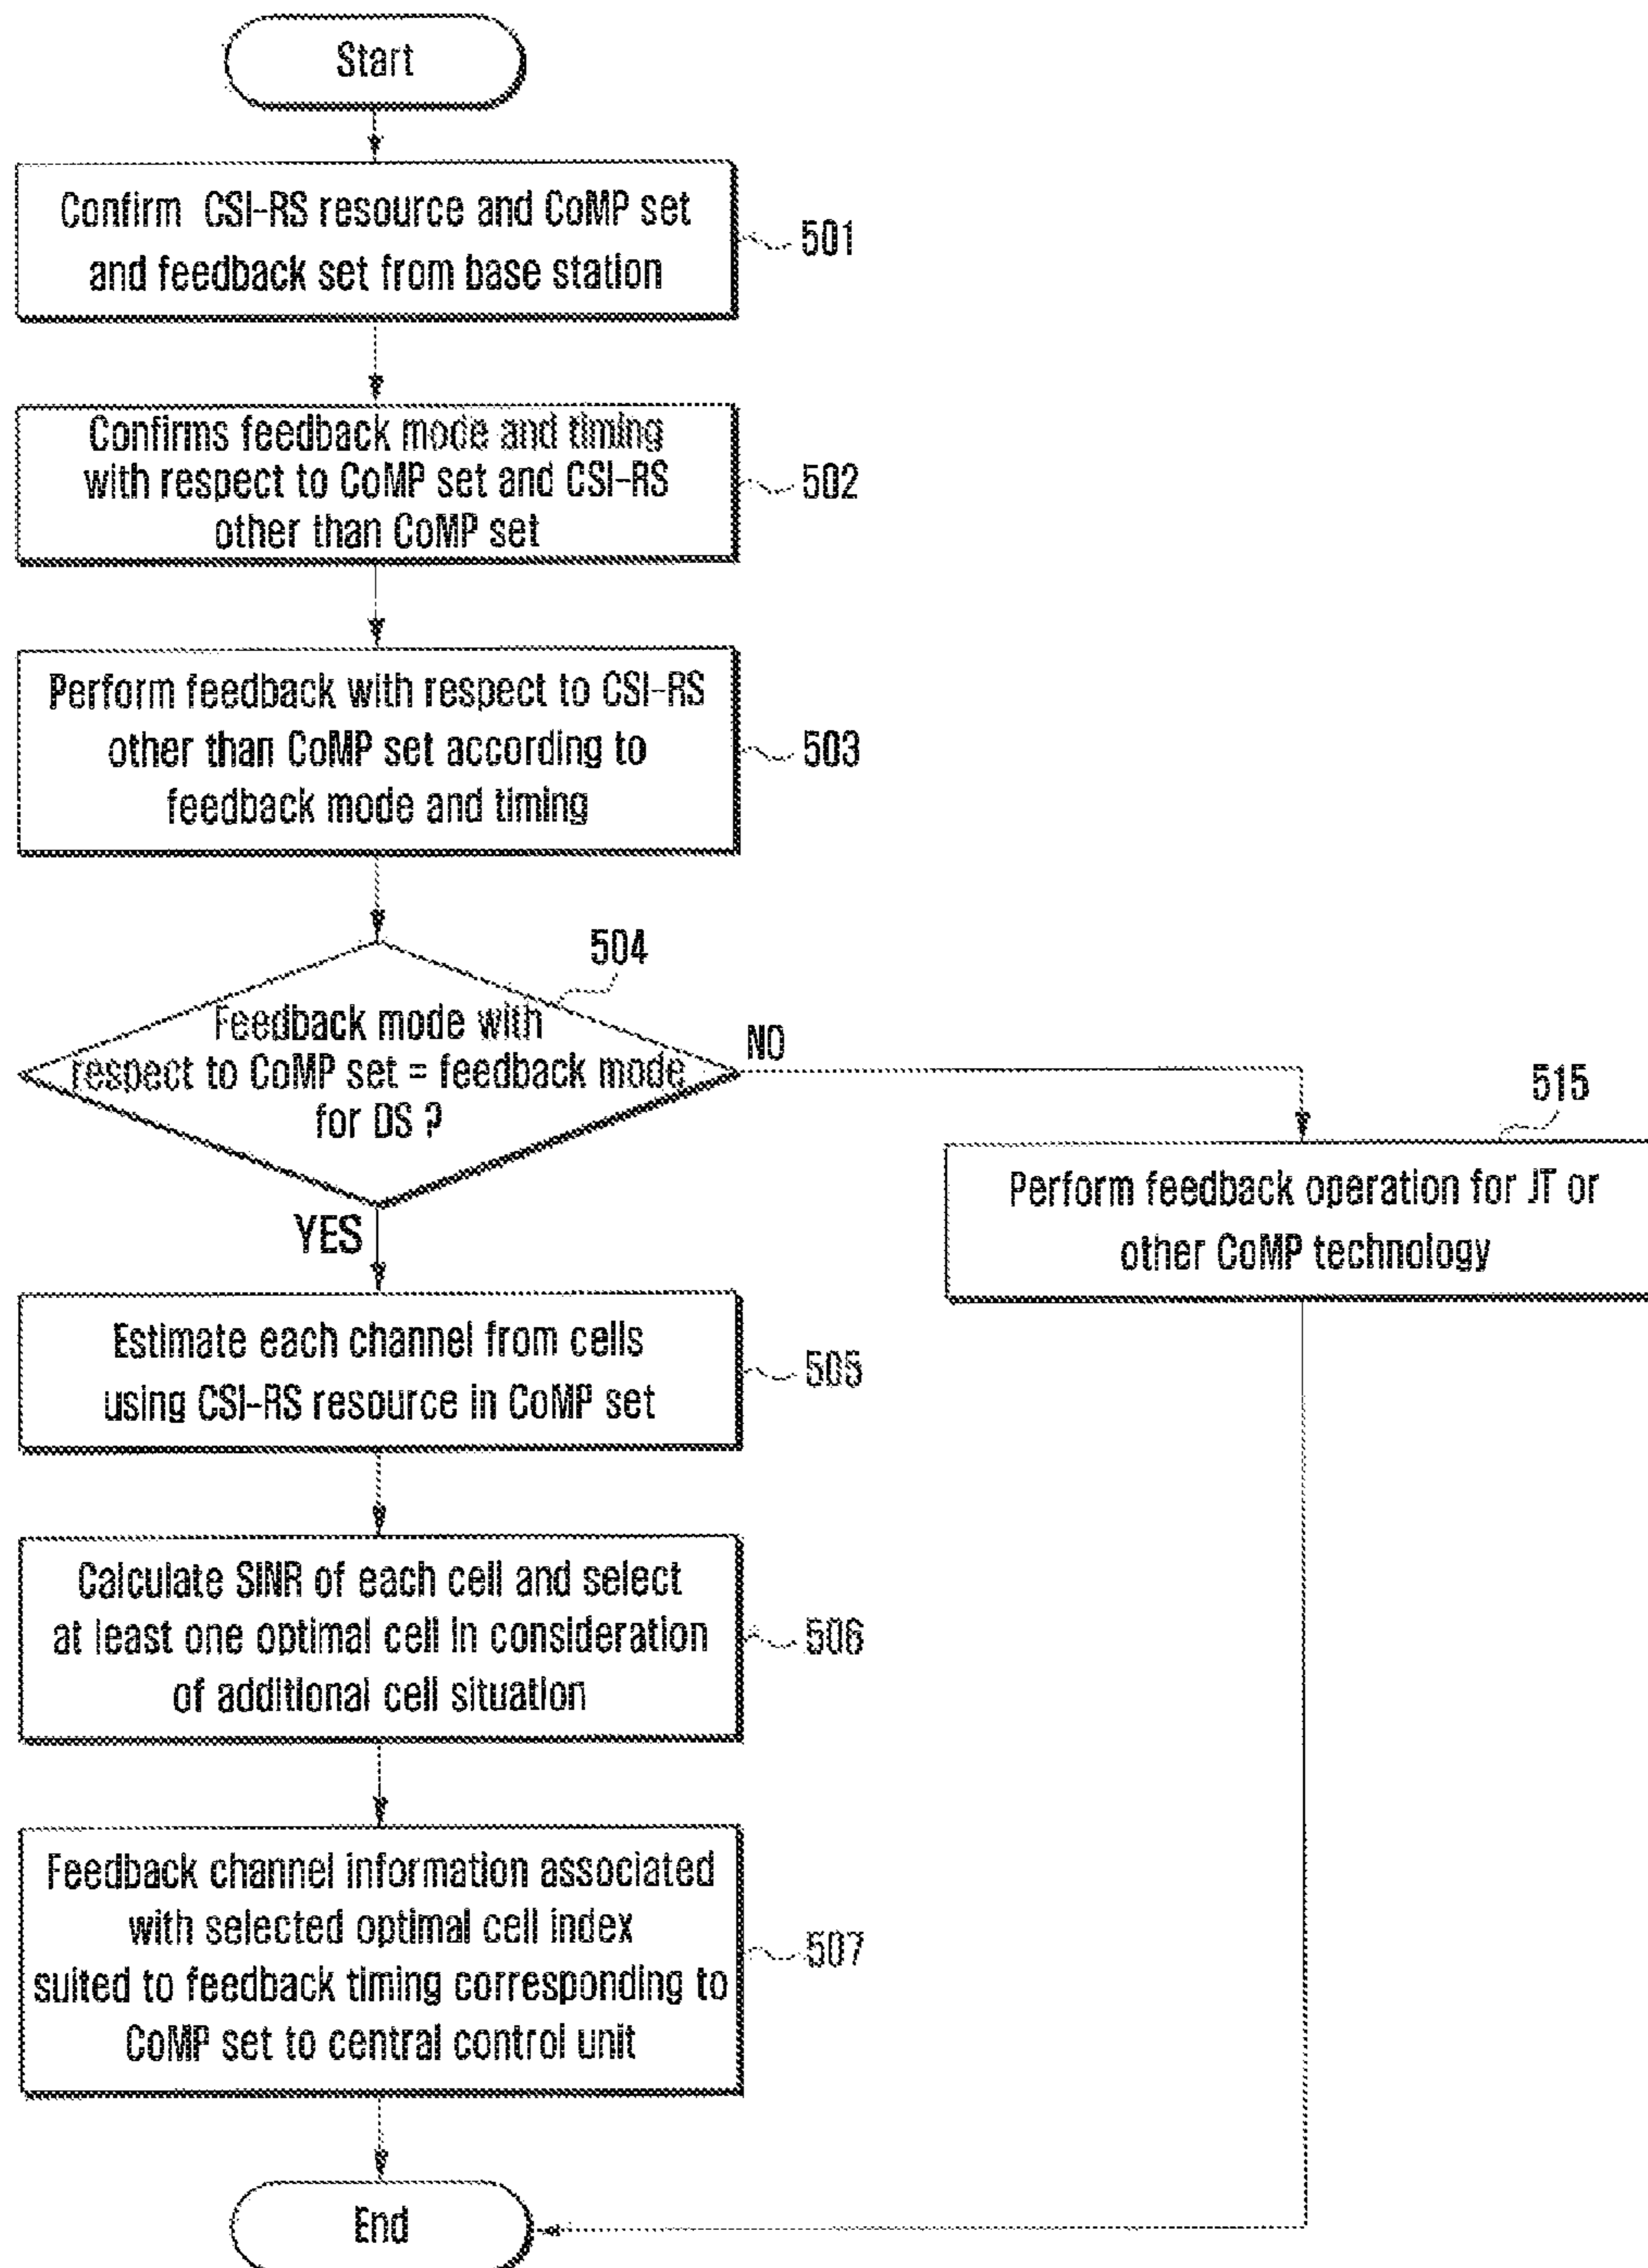 Start
Confirm CSI-RS resource and CoMP set
and feedback set from base station
501
Confirms feedback mode and timing
with respect to CoMP set and CSI-RS
other than CoMP set
502
Perform feedback with respect to CSI-RS
other than CoMP set according to
feedback mode and timing
503
504
Feedback mode with
respect to CoMP set = feedback mode
for DS ?
NO
YES
515
Perform feedback operation for JT or
other CoMP technology
Estimate each channel from cells
using CSI-RS resource in CoMP set
505
Calculate SINR of each cell and select
at least one optimal cell in consideration
of additional cell situation
506
Feedback channel information associated
with selected optimal cell index
suited to feedback timing corresponding to
CoMP set to central control unit
507
End